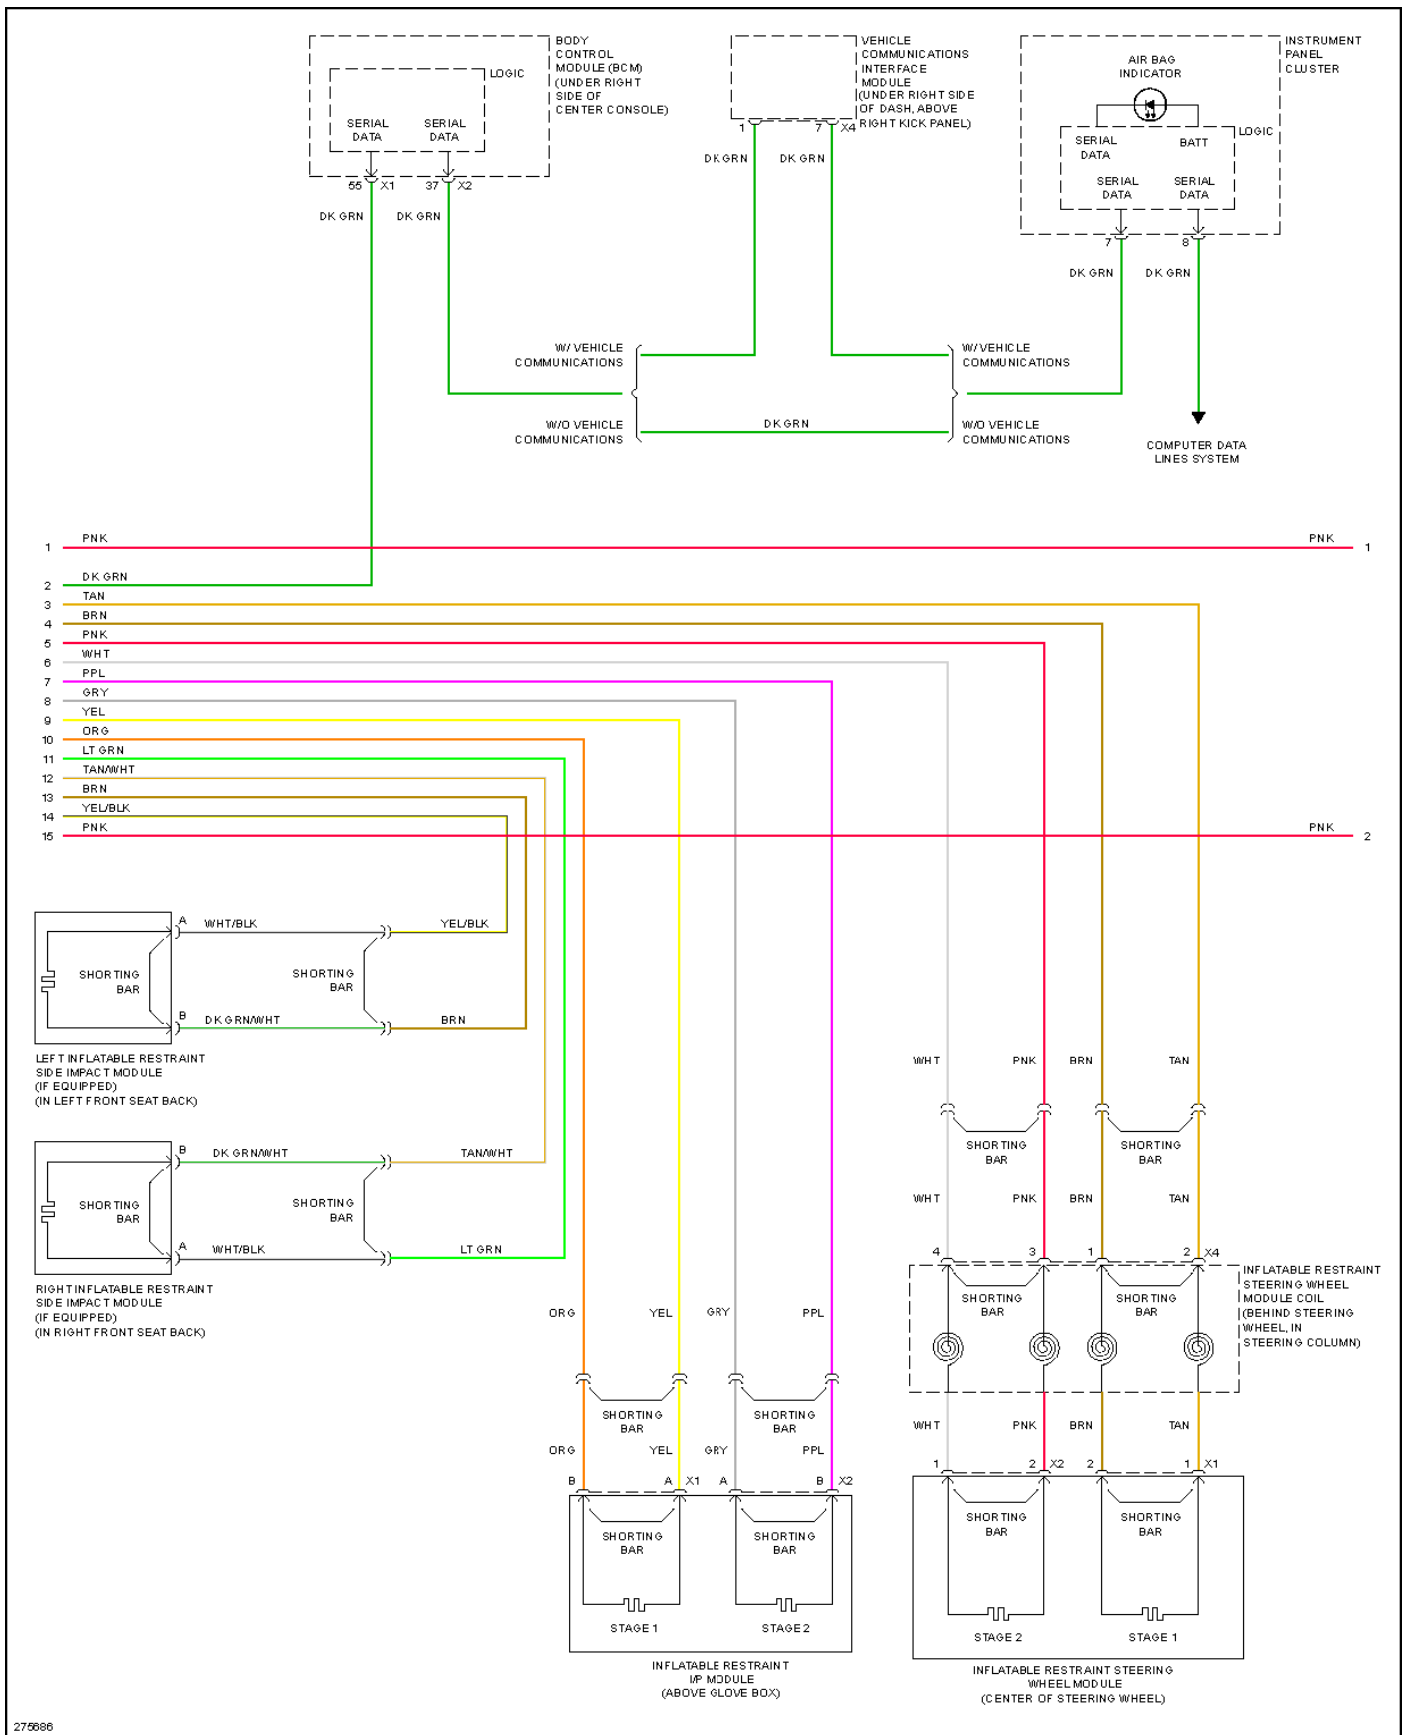 BODY
CONTROL
MODULE (BCM)
(UNDER RIGHT
SIDE OF
CENTER CONSOLE)
LOGIC
SERIAL
DATA
SERIAL
DATA
55 X1
37 X2
DK GRN
DK GRN
VEHICLE
COMMUNICATIONS
INTERFACE
MODULE
(UNDER RIGHT SIDE
OF DASH, ABOVE
RIGHT KICK PANEL)
1
7 X4
DK GRN
DK GRN
INSTRUMENT
PANEL
CLUSTER
AIR BAG
INDICATOR
LOGIC
SERIAL
DATA
BATT
SERIAL
DATA
SERIAL
DATA
7
8
DK GRN
DK GRN
W/ VEHICLE
COMMUNICATIONS
W/ VEHICLE
COMMUNICATIONS
W/O VEHICLE
COMMUNICATIONS
DK GRN
W/O VEHICLE
COMMUNICATIONS
COMPUTER DATA
LINES SYSTEM
1 PNK
PNK 1
2 DK GRN
3 TAN
4 BRN
5 PNK
6 WHT
7 PPL
8 GRY
9 YEL
10 ORG
11 LT GRN
12 TAN/WHT
13 BRN
14 YEL/BLK
15 PNK
PNK 2
A
WHT/BLK
YEL/BLK
SHORTING
BAR
SHORTING
BAR
B
DK GRN/WHT
BRN
LEFT INFLATABLE RESTRAINT
SIDE IMPACT MODULE
(IF EQUIPPED)
(IN LEFT FRONT SEAT BACK)
B
DK GRN/WHT
TAN/WHT
SHORTING
BAR
SHORTING
BAR
A
WHT/BLK
LT GRN
RIGHT INFLATABLE RESTRAINT
SIDE IMPACT MODULE
(IF EQUIPPED)
(IN RIGHT FRONT SEAT BACK)
WHT
PNK
BRN
TAN
SHORTING
BAR
SHORTING
BAR
WHT
PNK
BRN
TAN
4
3
1
2 X4
SHORTING
BAR
SHORTING
BAR
INFLATABLE RESTRAINT
STEERING WHEEL
MODULE COIL
(BEHIND STEERING
WHEEL, IN
STEERING COLUMN)
ORG
YEL
GRY
PPL
SHORTING
BAR
SHORTING
BAR
ORG
YEL
GRY
PPL
B
A X1
A
B X2
SHORTING
BAR
SHORTING
BAR
STAGE 1
STAGE 2
INFLATABLE RESTRAINT
I/P MODULE
(ABOVE GLOVE BOX)
WHT
PNK
BRN
TAN
1
2 X2
2
1 X1
SHORTING
BAR
SHORTING
BAR
STAGE 2
STAGE 1
INFLATABLE RESTRAINT STEERING
WHEEL MODULE
(CENTER OF STEERING WHEEL)
275686